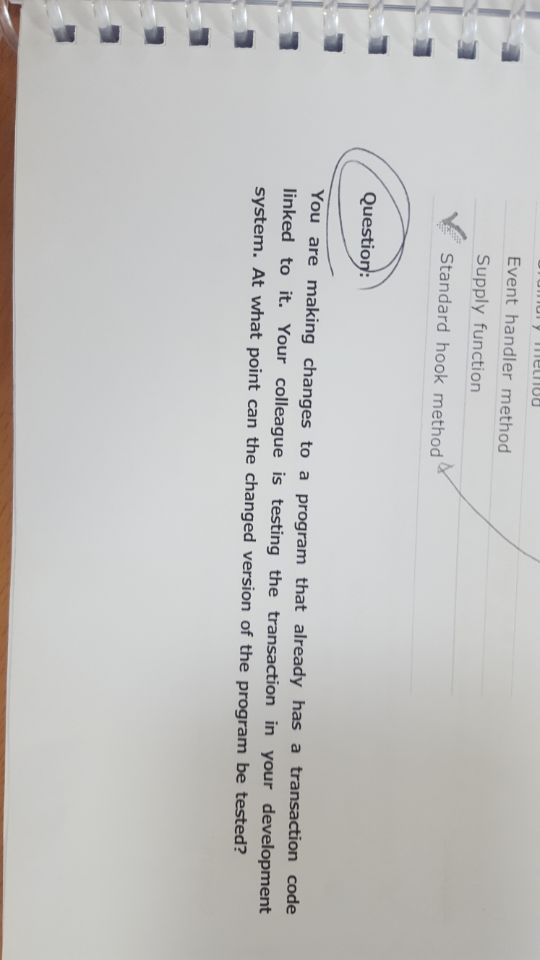 Event handler method
Supply function
Standard hook method
Question:
You are making changes to a program that already has a transaction code
linked to it. Your colleague is testing the transaction in your development
system. At what point can the changed version of the program be tested?